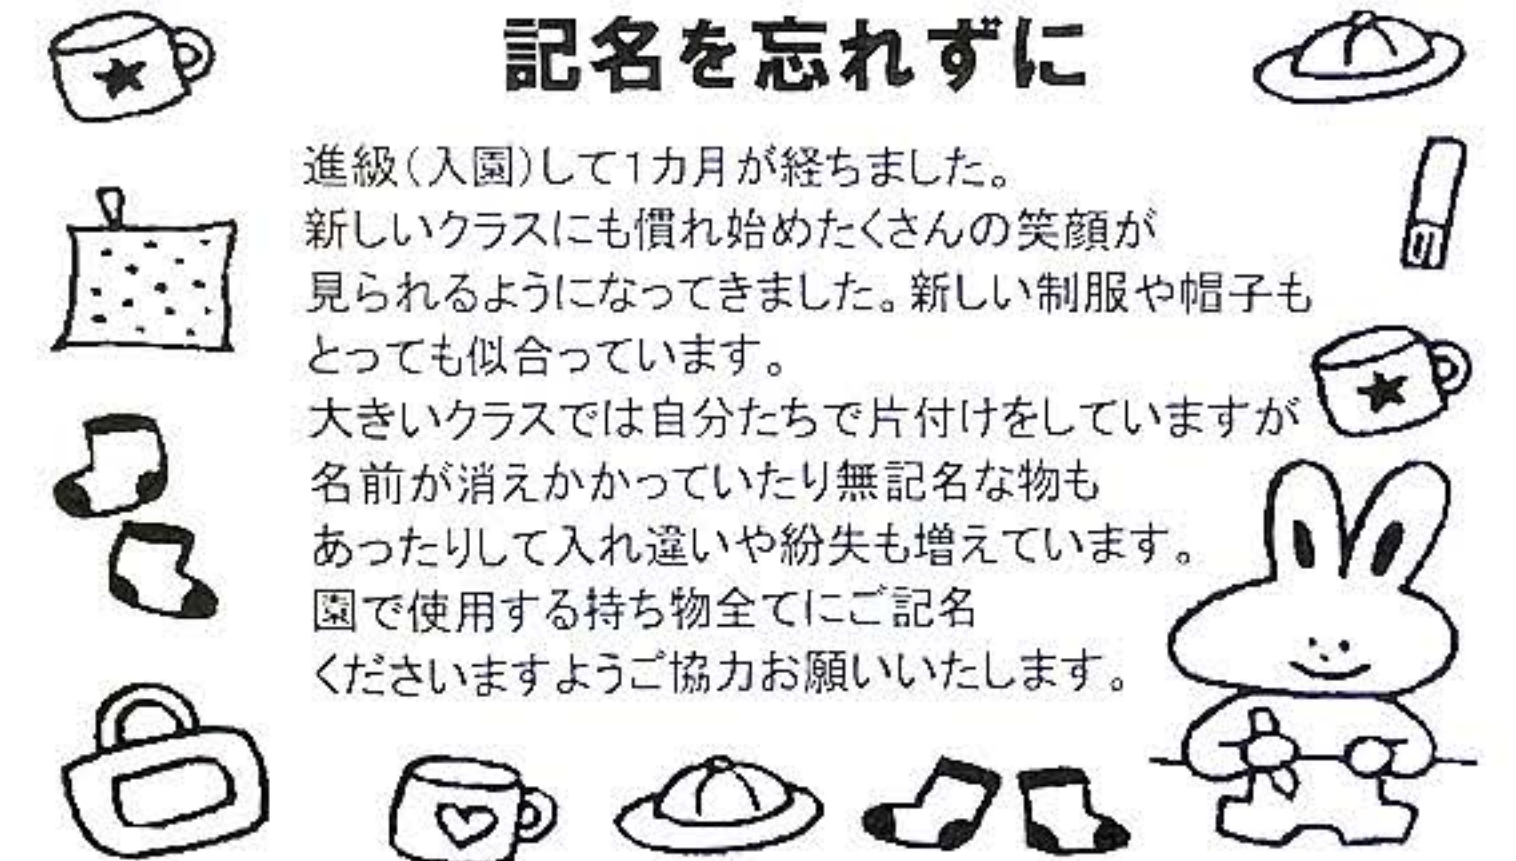 記名を忘れずに
進級(入園)して1カ月が経ちました。
新しいクラスにも慣れ始めたくさんの笑顔が
見られるようになってきました。新しい制服や帽子も
とっても似合っています。
大きいクラスでは自分たちで片付けをしていますが
名前が消えかかっていたり無記名な物も
あったりして入れ違いや紛失も増えています。
園で使用する持ち物全てにご記名
くださいますようご協力お願いいたします。